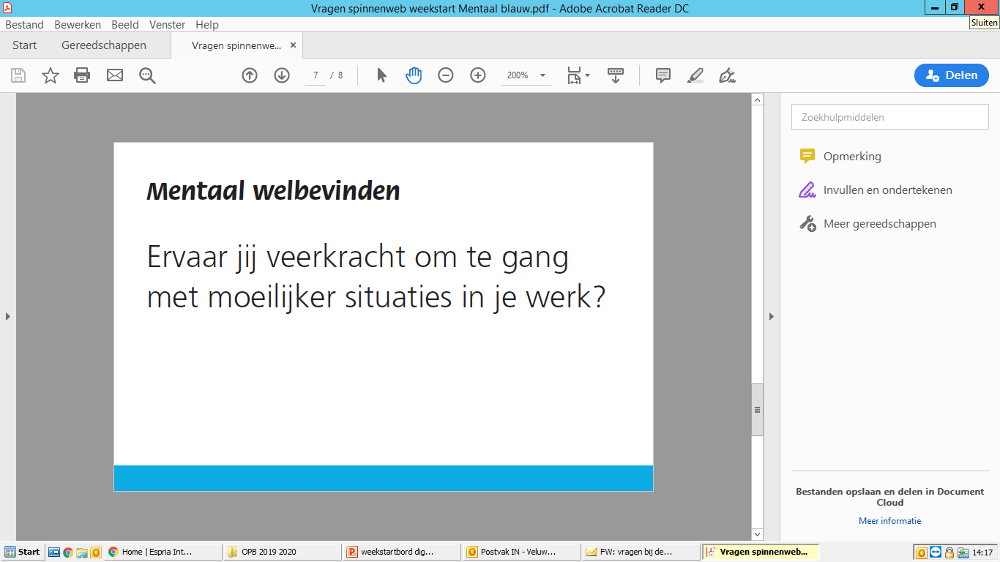 Vragen spinnenweb weekstart Mentaal blauw.pdf - Adobe Acrobat Reader DC
Sluiten
Bestand Bewerken Beeld Venster Help
Start Gereedschappen Vragen spinnenwe... ×
7 / 8 200% Delen
Zoekhulpmiddelen
Opmerking
Invullen en ondertekenen
Meer gereedschappen
Mentaal welbevinden
Ervaar jij veerkracht om te gang
met moeilijker situaties in je werk?
Bestanden opslaan en delen in Document
Cloud
Meer informatie
Start Home | Espria Int... OPB 2019 2020 weekstartbord dig... Postvak IN - Veluw... FW: vragen bij de... Vragen spinnenweb... 14:17